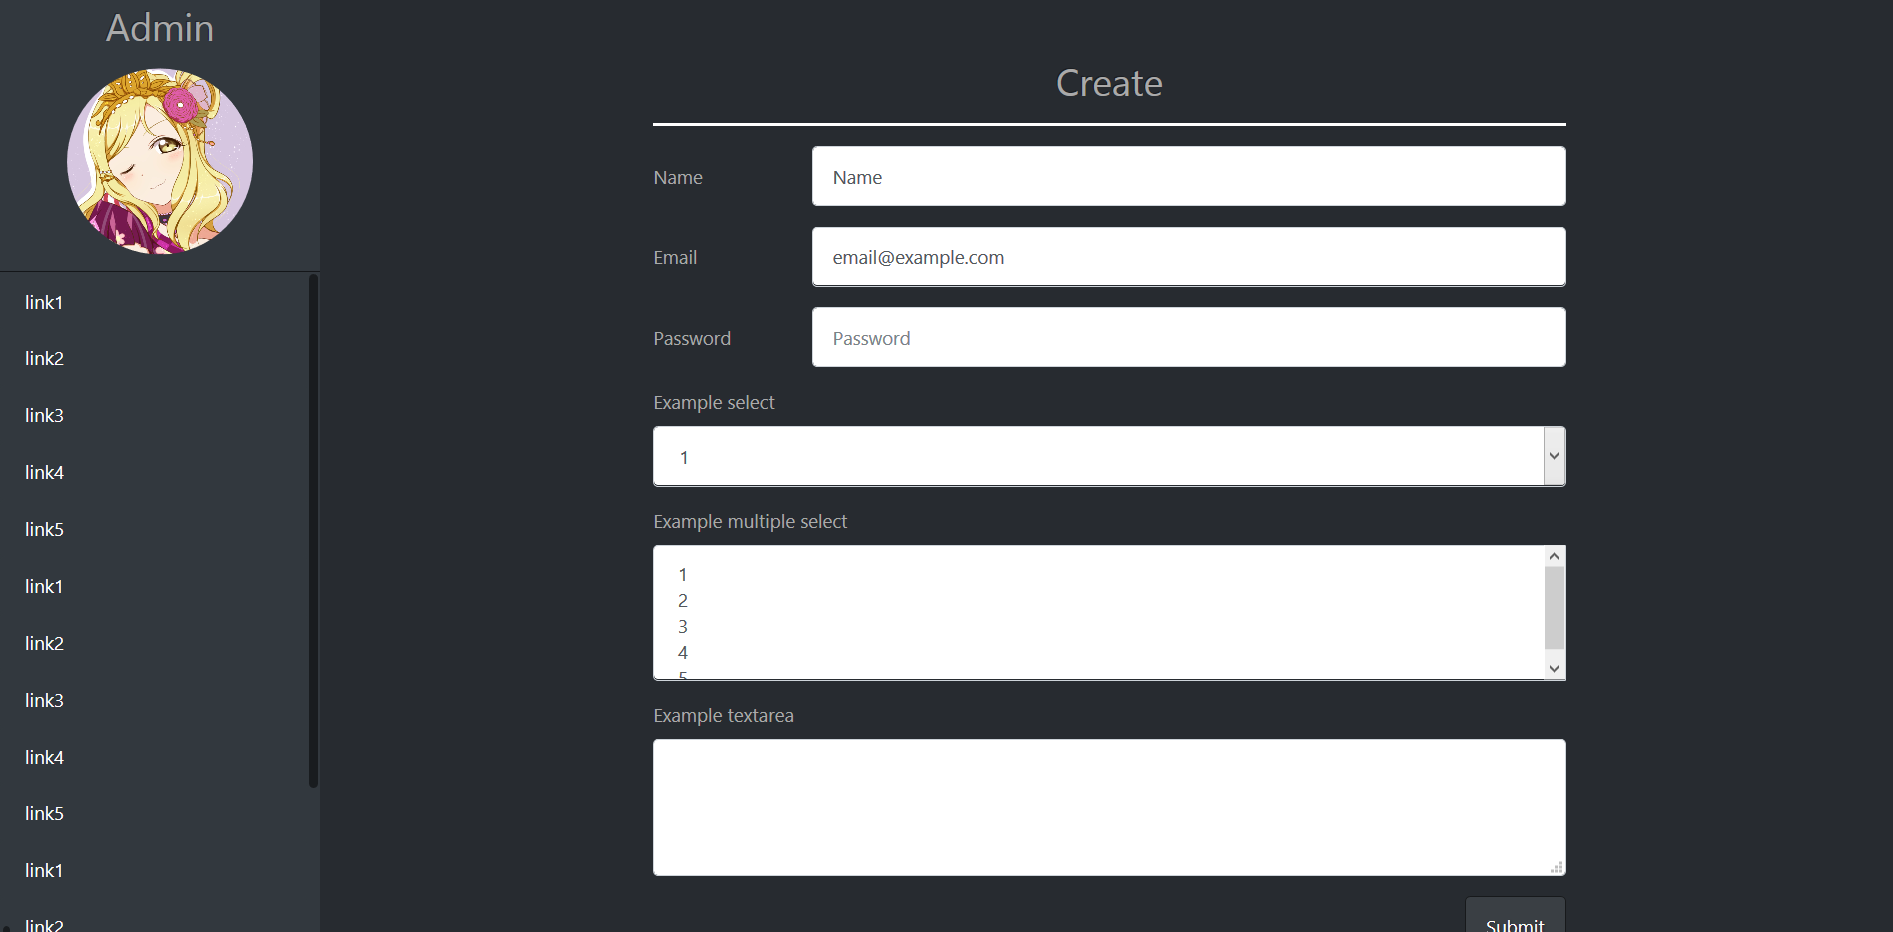 Admin
link1
link2
link3
link4
link5
link1
link2
link3
link4
link5
link1
link2
Create
Name
Name
Email
email@example.com
Password
Password
Example select
1
Example multiple select
1
2
3
4
5
Example textarea
Submit